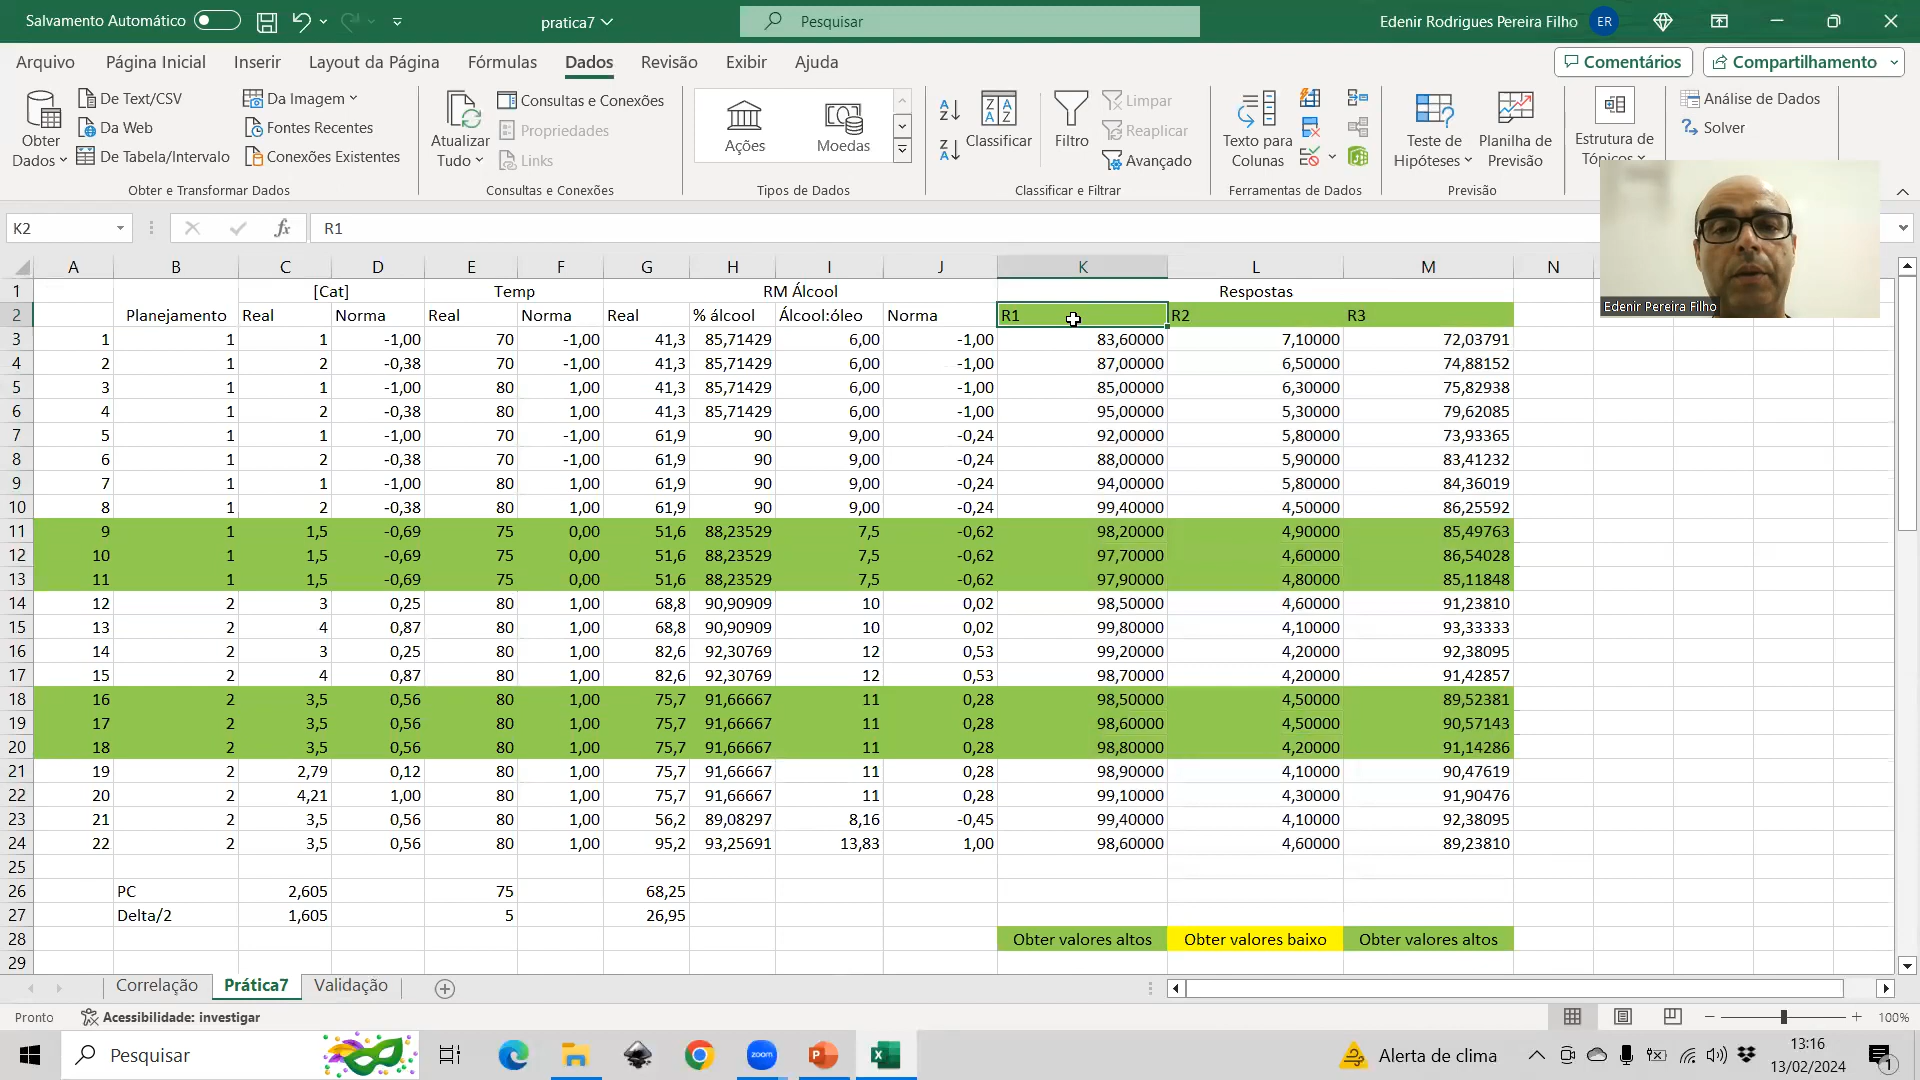 Salvamento Automático
pratica7
Pesquisar
Edenir Rodrigues Pereira Filho ER
Arquivo Página Inicial Inserir Layout da Página Fórmulas Dados Revisão Exibir Ajuda
Comentários Compartilhamento
Obter Dados
De Text/CSV
Da Web
De Tabela/Intervalo
Da Imagem
Fontes Recentes
Conexões Existentes
Obter e Transformar Dados
Atualizar Tudo
Consultas e Conexões
Propriedades
Links
Consultas e Conexões
Ações Moedas
Tipos de Dados
Classificar
Filtro
Limpar
Reaplicar
Avançado
Classificar e Filtrar
Texto para Colunas
Ferramentas de Dados
Teste de Hipóteses
Planilha de Previsão
Previsão
Estrutura de Tópicos
Análise de Dados
Solver
K2 fx R1
Edenir Pereira Filho
A B C D E F G H I J K L M N
1 [Cat] Temp RM Álcool Respostas
2 Planejamento Real Norma Real Norma Real % álcool Álcool:óleo Norma R1 R2 R3
3 1 1 1 -1,00 70 -1,00 41,3 85,71429 6,00 -1,00 83,60000 7,10000 72,03791
4 2 1 2 -0,38 70 -1,00 41,3 85,71429 6,00 -1,00 87,00000 6,50000 74,88152
5 3 1 1 -1,00 80 1,00 41,3 85,71429 6,00 -1,00 85,00000 6,30000 75,82938
6 4 1 2 -0,38 80 1,00 41,3 85,71429 6,00 -1,00 95,00000 5,30000 79,62085
7 5 1 1 -1,00 70 -1,00 61,9 90 9,00 -0,24 92,00000 5,80000 73,93365
8 6 1 2 -0,38 70 -1,00 61,9 90 9,00 -0,24 88,00000 5,90000 83,41232
9 7 1 1 -1,00 80 1,00 61,9 90 9,00 -0,24 94,00000 5,80000 84,36019
10 8 1 2 -0,38 80 1,00 61,9 90 9,00 -0,24 99,40000 4,50000 86,25592
11 9 1 1,5 -0,69 75 0,00 51,6 88,23529 7,5 -0,62 98,20000 4,90000 85,49763
12 10 1 1,5 -0,69 75 0,00 51,6 88,23529 7,5 -0,62 97,70000 4,60000 86,54028
13 11 1 1,5 -0,69 75 0,00 51,6 88,23529 7,5 -0,62 97,90000 4,80000 85,11848
14 12 2 3 0,25 80 1,00 68,8 90,90909 10 0,02 98,50000 4,60000 91,23810
15 13 2 4 0,87 80 1,00 68,8 90,90909 10 0,02 99,80000 4,10000 93,33333
16 14 2 3 0,25 80 1,00 82,6 92,30769 12 0,53 99,20000 4,20000 92,38095
17 15 2 4 0,87 80 1,00 82,6 92,30769 12 0,53 98,70000 4,20000 91,42857
18 16 2 3,5 0,56 80 1,00 75,7 91,66667 11 0,28 98,50000 4,50000 89,52381
19 17 2 3,5 0,56 80 1,00 75,7 91,66667 11 0,28 98,60000 4,50000 90,57143
20 18 2 3,5 0,56 80 1,00 75,7 91,66667 11 0,28 98,80000 4,20000 91,14286
21 19 2 2,79 0,12 80 1,00 75,7 91,66667 11 0,28 98,90000 4,10000 90,47619
22 20 2 4,21 1,00 80 1,00 75,7 91,66667 11 0,28 99,10000 4,30000 91,90476
23 21 2 3,5 0,56 80 1,00 56,2 89,08297 8,16 -0,45 99,40000 4,10000 92,38095
24 22 2 3,5 0,56 80 1,00 95,2 93,25691 13,83 1,00 98,60000 4,60000 89,23810
25
26 PC 2,605 75 68,25
27 Delta/2 1,605 5 26,95
28 Obter valores altos Obter valores baixo Obter valores altos
29
Correlação Prática7 Validação
Pronto Acessibilidade: investigar 100%
Pesquisar zoom Alerta de clima 13:16
13/02/2024 1